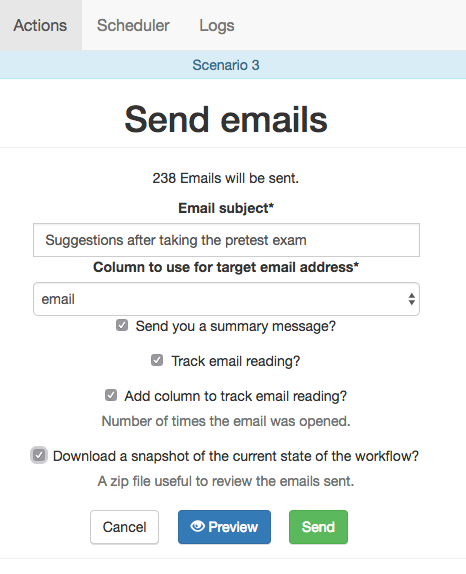 Actions Scheduler Logs
Scenario 3
Send emails
238 Emails will be sent.
Email subject*
Suggestions after taking the pretest exam
Column to use for target email address*
email
Send you a summary message?
Track email reading?
Add column to track email reading?
Number of times the email was opened.
Download a snapshot of the current state of the workflow?
A zip file useful to review the emails sent.
Cancel Preview Send